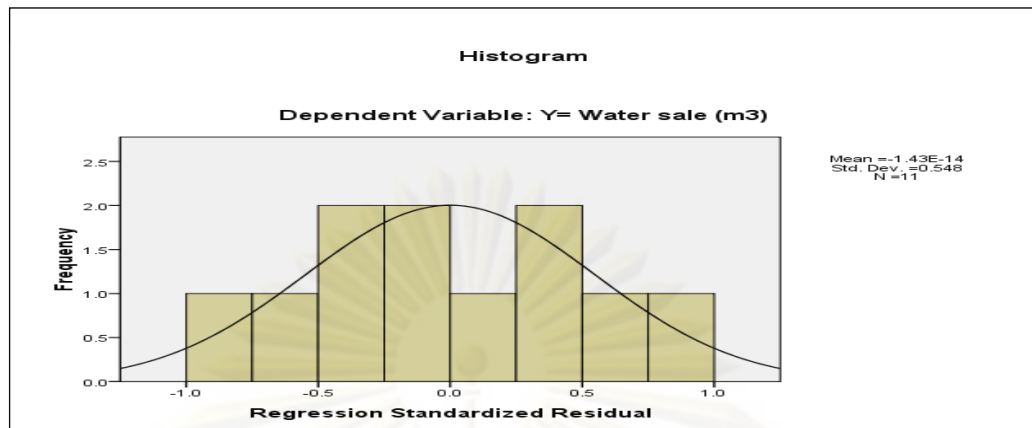 Histogram
Dependent Variable: Y= Water sale (m3)
Mean =-1.43E-14
Std. Dev. =0.548
N =11
Frequency
2.5
2.0
1.5
1.0
0.5
0.0
-1.0 -0.5 0.0 0.5 1.0
Regression Standardized Residual